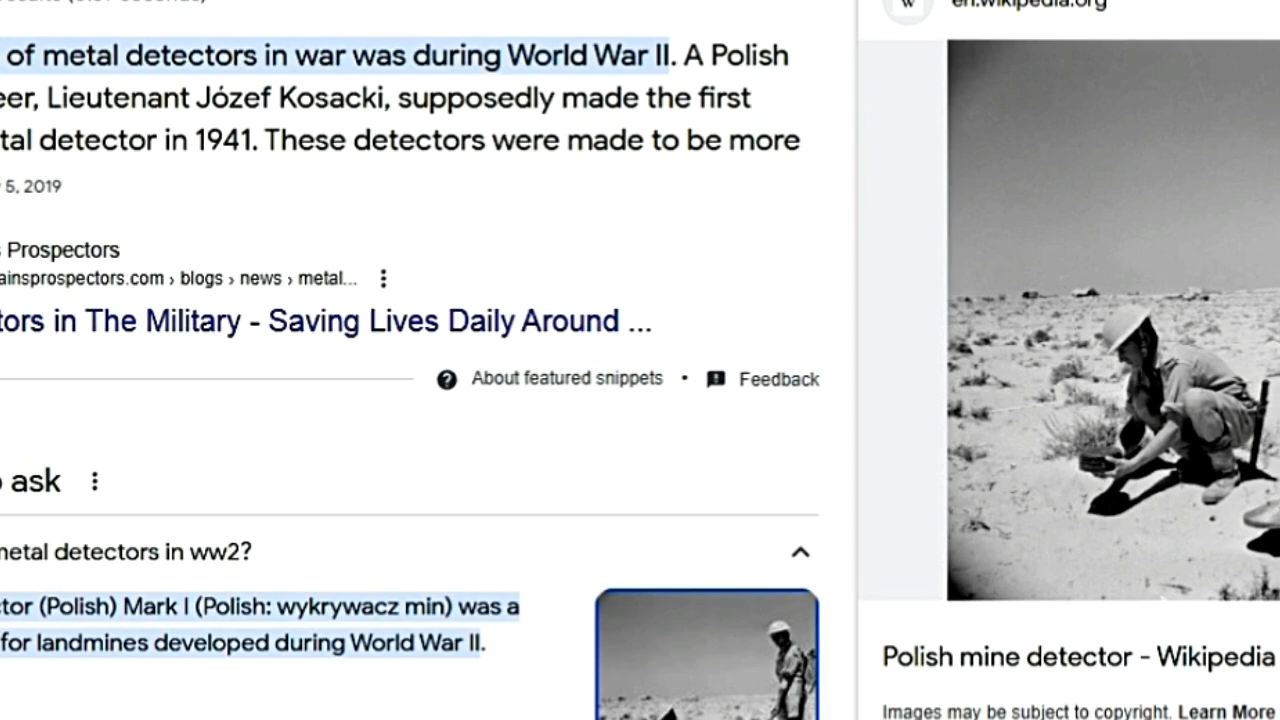 of metal detectors in war was during World War II. A Polish
eer, Lieutenant Józef Kosacki, supposedly made the first
tal detector in 1941. These detectors were made to be more
5, 2019
s Prospectors
ainsprospectors.com › blogs › news › metal...
tors in The Military - Saving Lives Daily Around ...
About featured snippets • Feedback
o ask
metal detectors in ww2?
ctor (Polish) Mark I (Polish: wykrywacz min) was a
for landmines developed during World War II.
en.wikipedia.org
Polish mine detector - Wikipedia
Images may be subject to copyright. Learn More